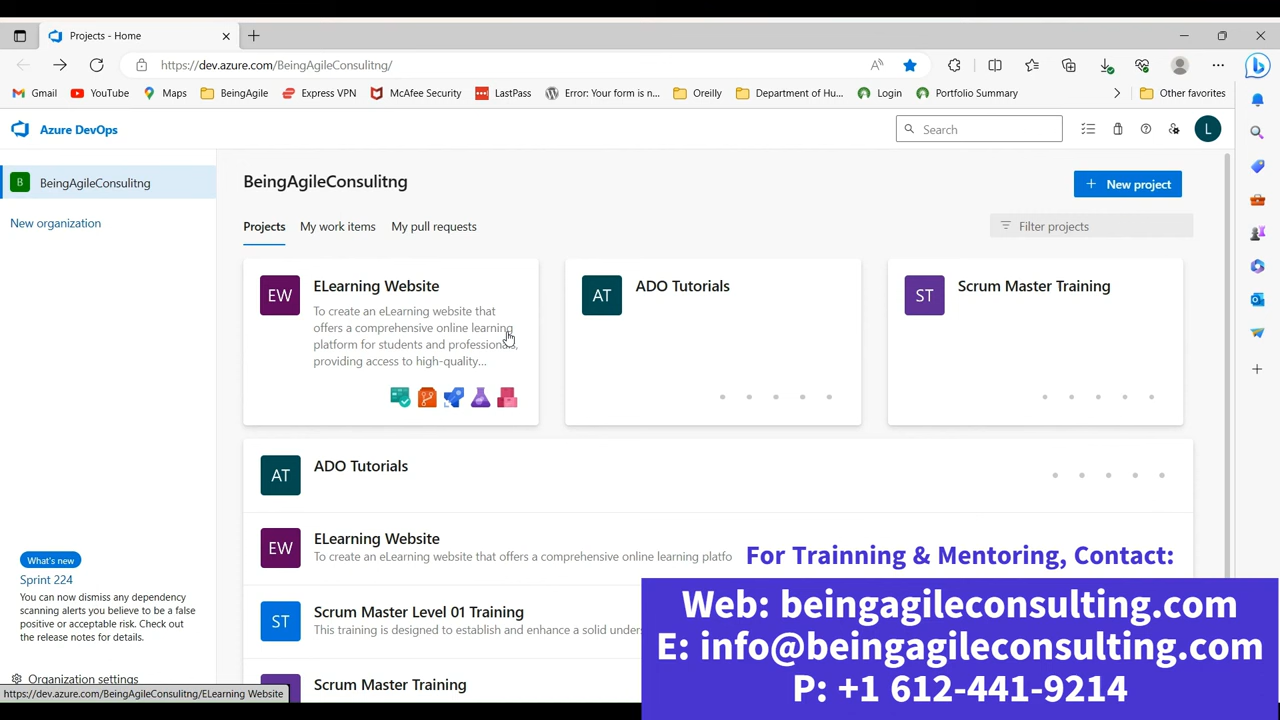 Projects - Home
https://dev.azure.com/BeingAgileConsulitng/
Gmail YouTube Maps BeingAgile Express VPN McAfee Security LastPass Error: Your form is n... Oreilly Department of Hu... Login Portfolio Summary Other favorites
Azure DevOps
Search
L
B BeingAgileConsulitng
New organization
BeingAgileConsulitng
New project
Projects My work items My pull requests
Filter projects
EW ELearning Website
To create an eLearning website that
offers a comprehensive online learning
platform for students and professionals,
providing access to high-quality...
AT ADO Tutorials
ST Scrum Master Training
AT ADO Tutorials
EW ELearning Website
To create an eLearning website that offers a comprehensive online learning platfo
ST Scrum Master Level 01 Training
This training is designed to establish and enhance a solid unders
ST Scrum Master Training
What's new
Sprint 224
You can now dismiss any dependency
scanning alerts you believe to be a false
positive or acceptable risk. Check out
the release notes for details.
Organization settings
https://dev.azure.com/BeingAgileConsulitng/ELearning Website
For Trainning & Mentoring, Contact:
Web: beingagileconsulting.com
E: info@beingagileconsulting.com
P: +1 612-441-9214